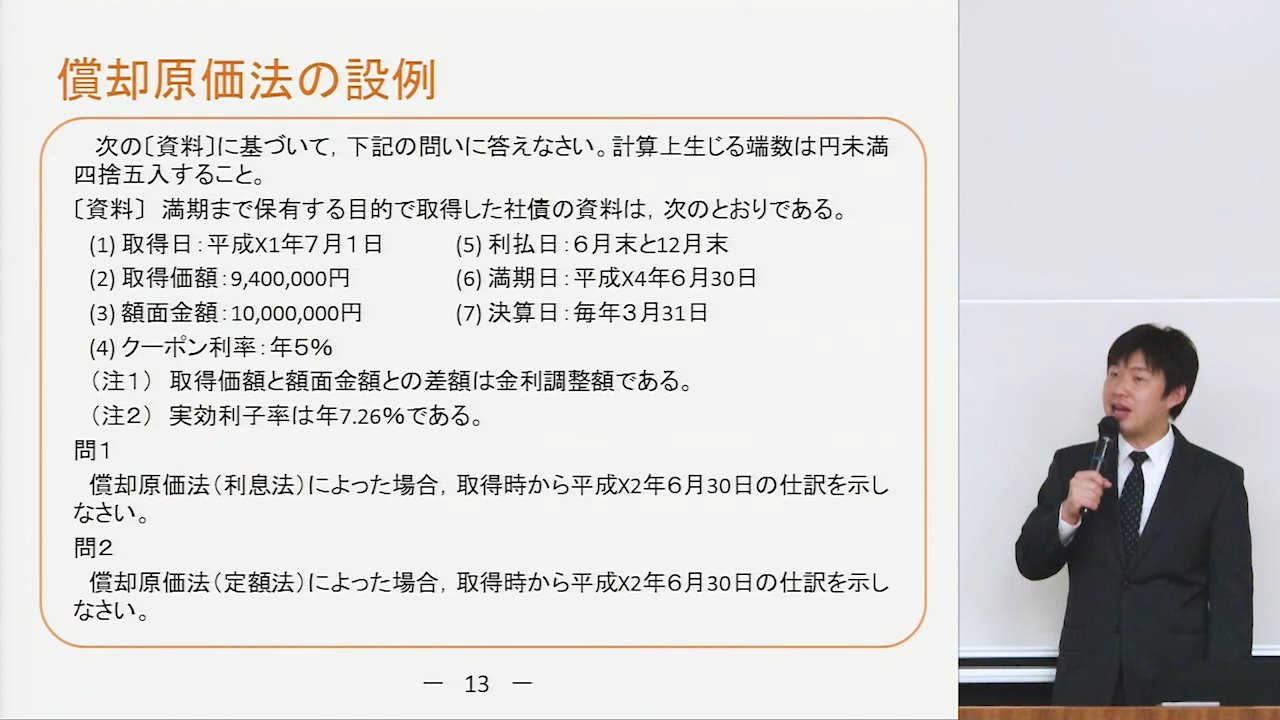 償却原価法の設例
次の〔資料〕に基づいて，下記の問いに答えなさい。計算上生じる端数は円未満
四捨五入すること。
〔資料〕 満期まで保有する目的で取得した社債の資料は，次のとおりである。
(1) 取得日：平成X1年７月１日 (5) 利払日：６月末と12月末
(2) 取得価額：9,400,000円 (6) 満期日：平成X4年６月30日
(3) 額面金額：10,000,000円 (7) 決算日：毎年３月31日
(4) クーポン利率：年５％
（注１） 取得価額と額面金額との差額は金利調整額である。
（注２） 実効利子率は年7.26％である。
問１
償却原価法（利息法）によった場合，取得時から平成X2年６月30日の仕訳を示し
なさい。
問２
償却原価法（定額法）によった場合，取得時から平成X2年６月30日の仕訳を示し
なさい。
― 13 ―